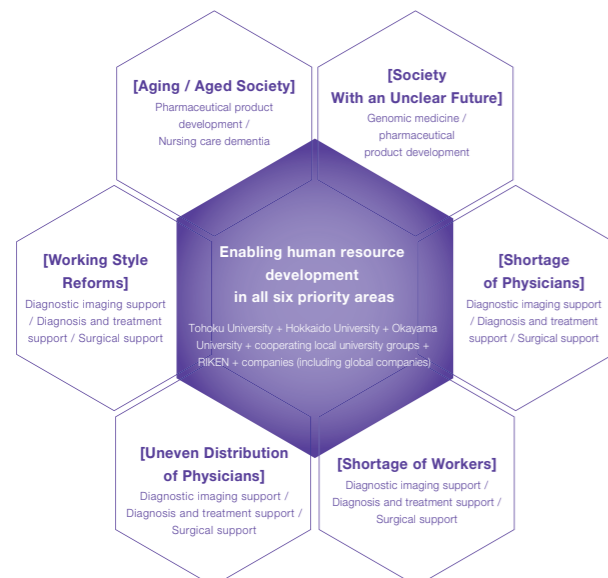 [Aging / Aged Society]
Pharmaceutical product
development /
Nursing care dementia
[Society
With an Unclear Future]
Genomic medicine /
pharmaceutical
product development
[Working Style
Reforms]
Diagnostic imaging support
/ Diagnosis and treatment
support / Surgical support
Enabling human resource
development
in all six priority areas
Tohoku University + Hokkaido University + Okayama
University + cooperating local university groups +
RIKEN + companies (including global companies)
[Shortage
of Physicians]
Diagnostic imaging support
/ Diagnosis and treatment
support / Surgical support
[Uneven Distribution
of Physicians]
Diagnostic imaging support /
Diagnosis and treatment support /
Surgical support
[Shortage of Workers]
Diagnostic imaging support /
Diagnosis and treatment support /
Surgical support